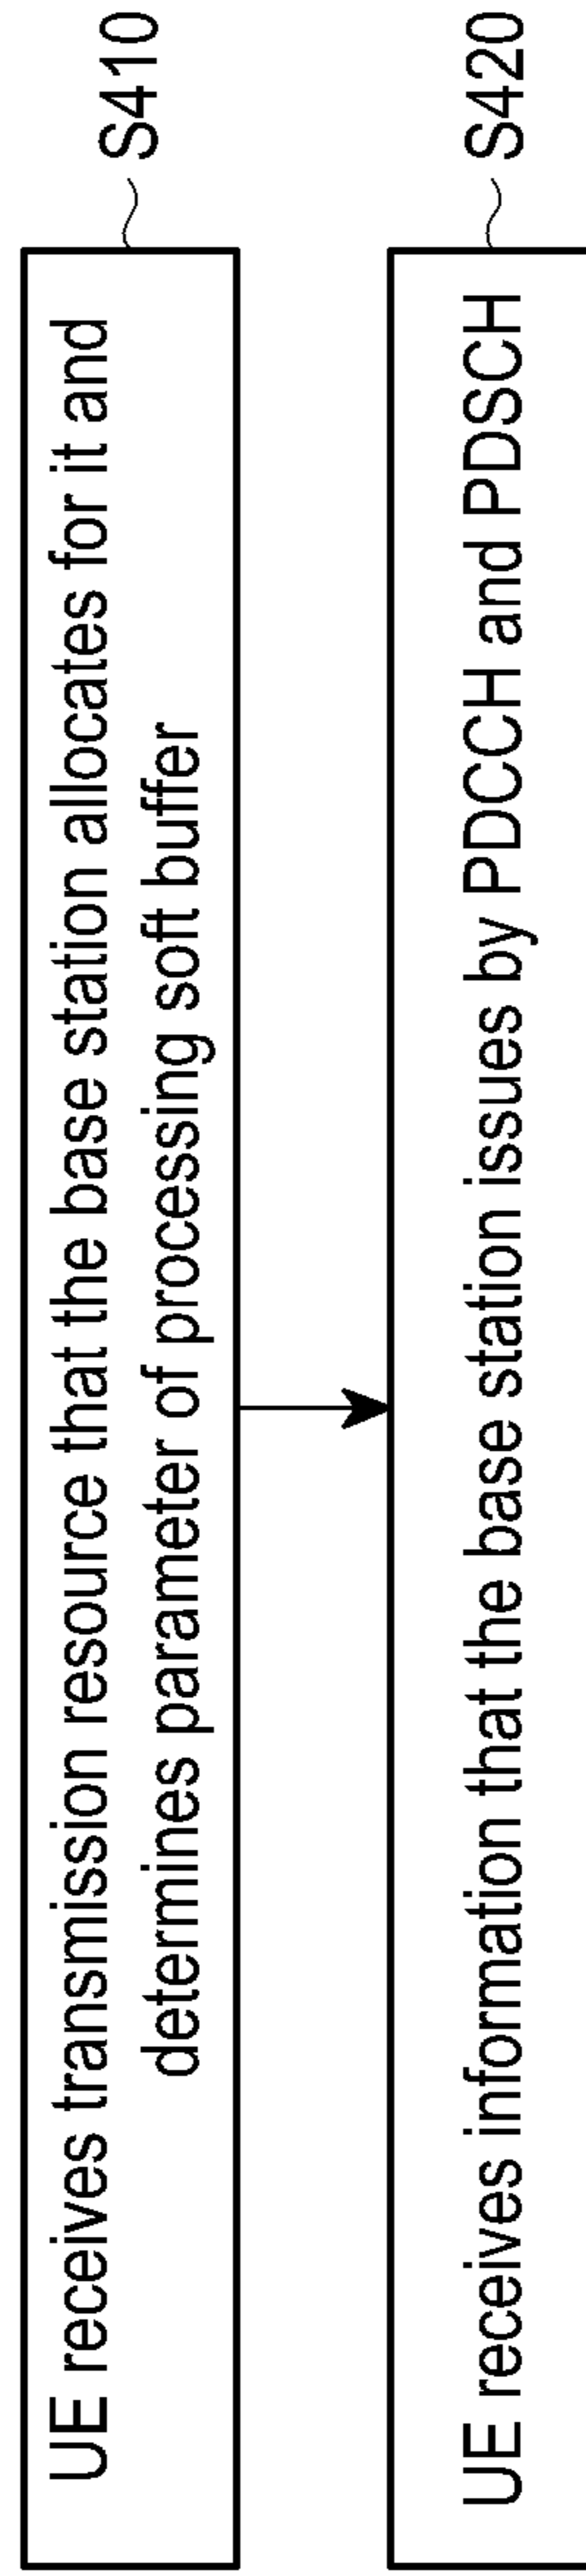 UE receives transmission resource that the base station allocates for it and
determines parameter of processing soft buffer
S410
UE receives information that the base station issues by PDCCH and PDSCH
S420